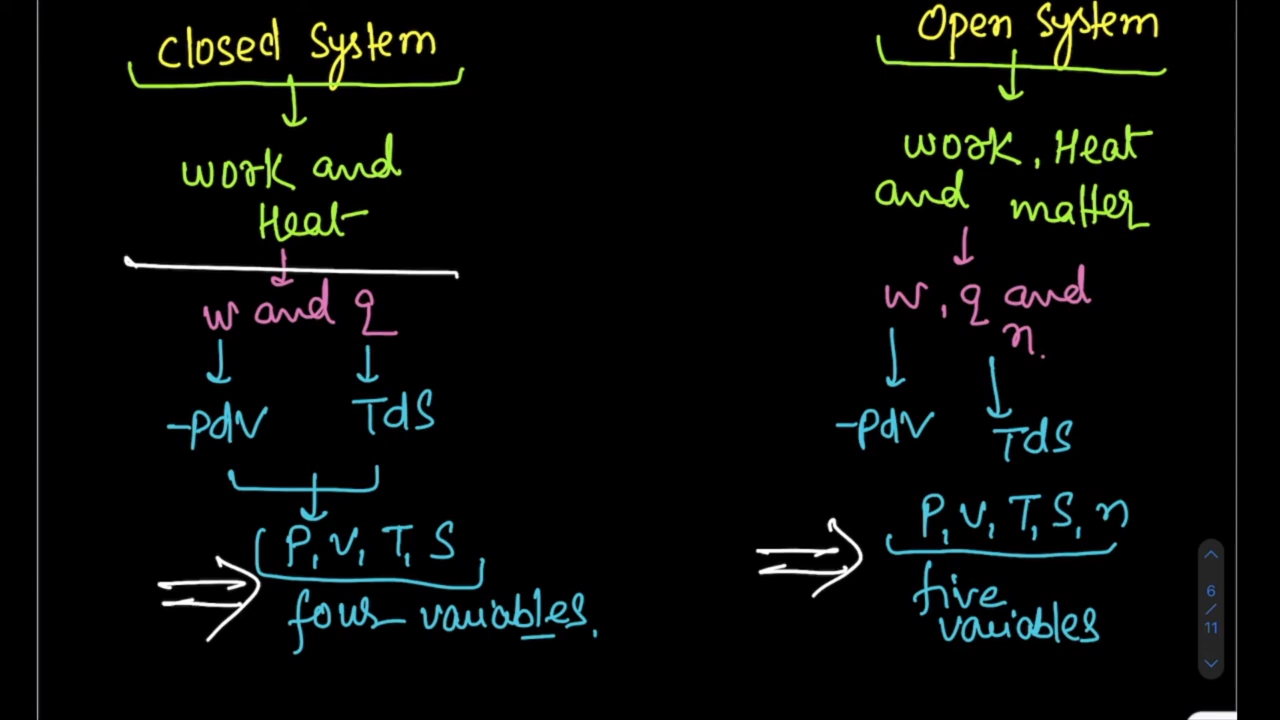 Closed System
work and
Heat
w and q
-PdV TdS
P, V, T, S
four variables.
Open System
work, Heat
and matter
w, q and
n.
-PdV TdS
P, V, T, S, n
five
variables
6
/
11